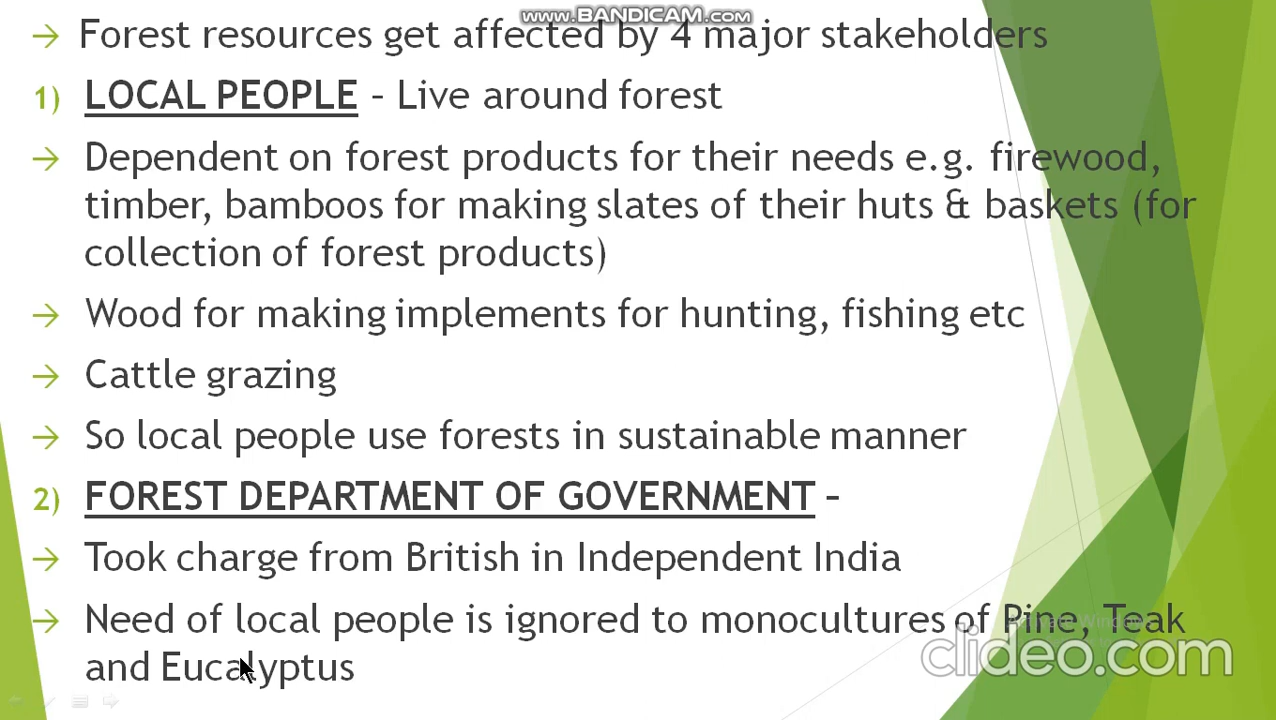 www.BANDICAM.com
→ Forest resources get affected by 4 major stakeholders
1) LOCAL PEOPLE – Live around forest
→ Dependent on forest products for their needs e.g. firewood,
timber, bamboos for making slates of their huts & baskets (for
collection of forest products)
→ Wood for making implements for hunting, fishing etc
→ Cattle grazing
→ So local people use forests in sustainable manner
2) FOREST DEPARTMENT OF GOVERNMENT –
→ Took charge from British in Independent India
→ Need of local people is ignored to monocultures of Pine, Teak
and Eucalyptus
Activate Windows
clideo.com